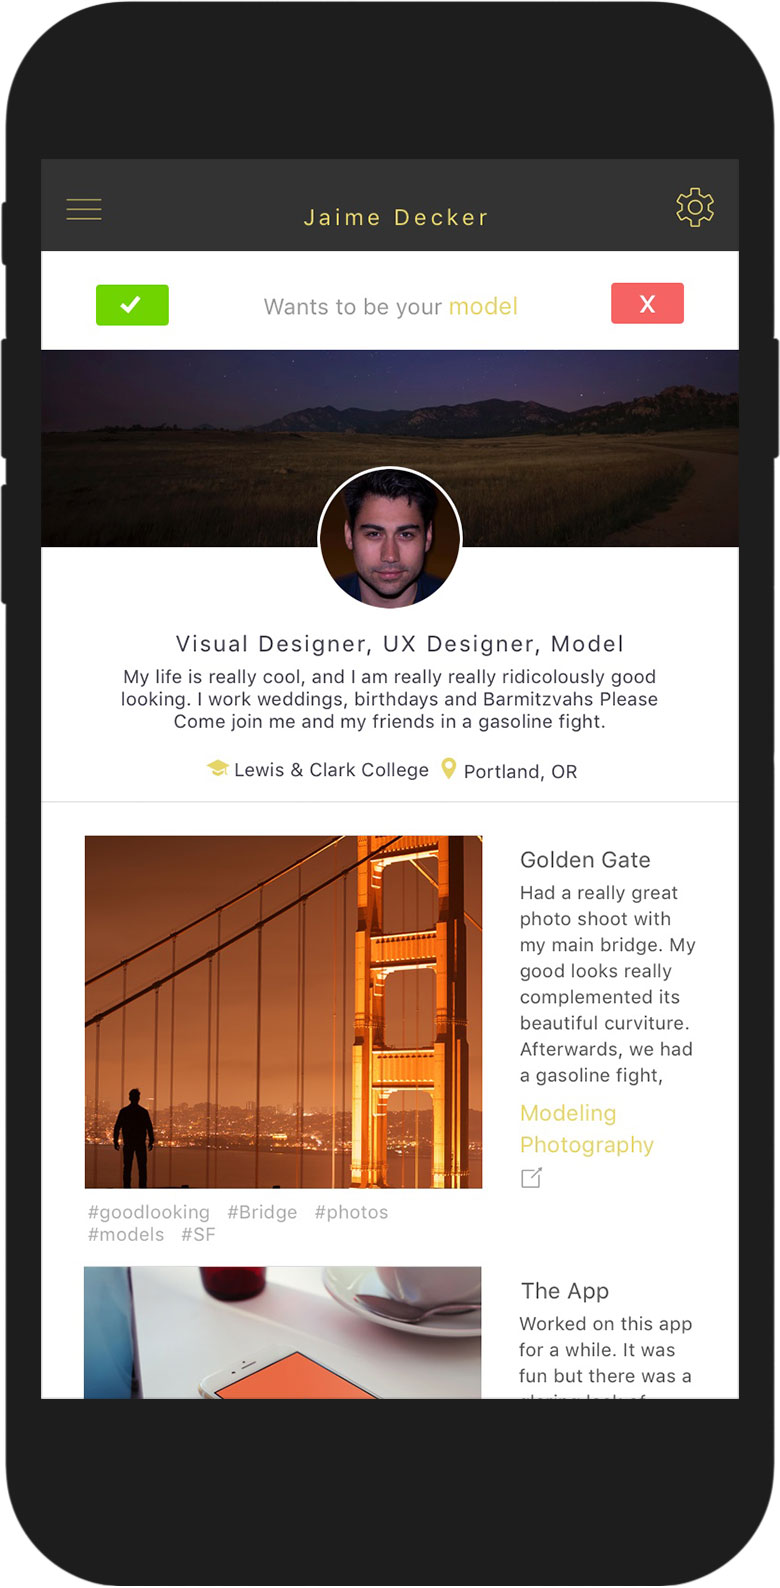 Jaime Decker
Wants to be your model
X
Visual Designer, UX Designer, Model
My life is really cool, and I am really really ridicolously good
looking. I work weddings, birthdays and Barmitzvahs Please
Come join me and my friends in a gasoline fight.
Lewis & Clark College
Portland, OR
Golden Gate
Had a really great
photo shoot with
my main bridge. My
good looks really
complemented its
beautiful curviture.
Afterwards, we had
a gasoline fight,
Modeling
Photography
#goodlooking #Bridge #photos
#models #SF
The App
Worked on this app
for a while. It was
fun but there was a